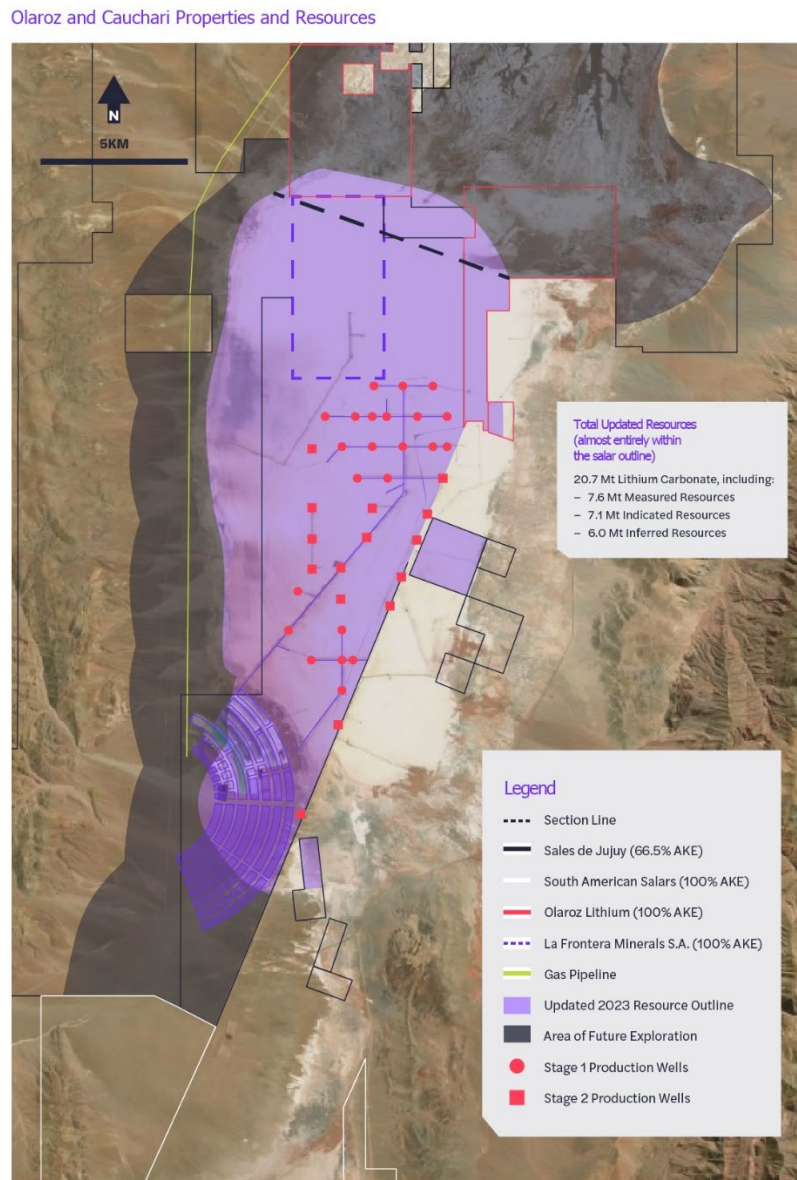 Olaroz and Cauchari Properties and Resources
N
5KM
Total Updated Resources
(almost entirely within
the salar outline)
20.7 Mt Lithium Carbonate, including:
– 7.6 Mt Measured Resources
– 7.1 Mt Indicated Resources
– 6.0 Mt Inferred Resources
Legend
Section Line
Sales de Jujuy (66.5% AKE)
South American Salars (100% AKE)
Olaroz Lithium (100% AKE)
La Frontera Minerals S.A. (100% AKE)
Gas Pipeline
Updated 2023 Resource Outline
Area of Future Exploration
Stage 1 Production Wells
Stage 2 Production Wells